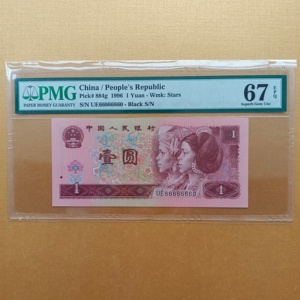 PMG
PAPER MONEY GUARANTY
China / People's Republic
Pick# 884g 1996 1 Yuan - Wmk: Stars
S/N UE66666660 - Black S/N
67 EPQ
Superb Gem Unc
中国人民银行
1
壹圆
1
UE66666660